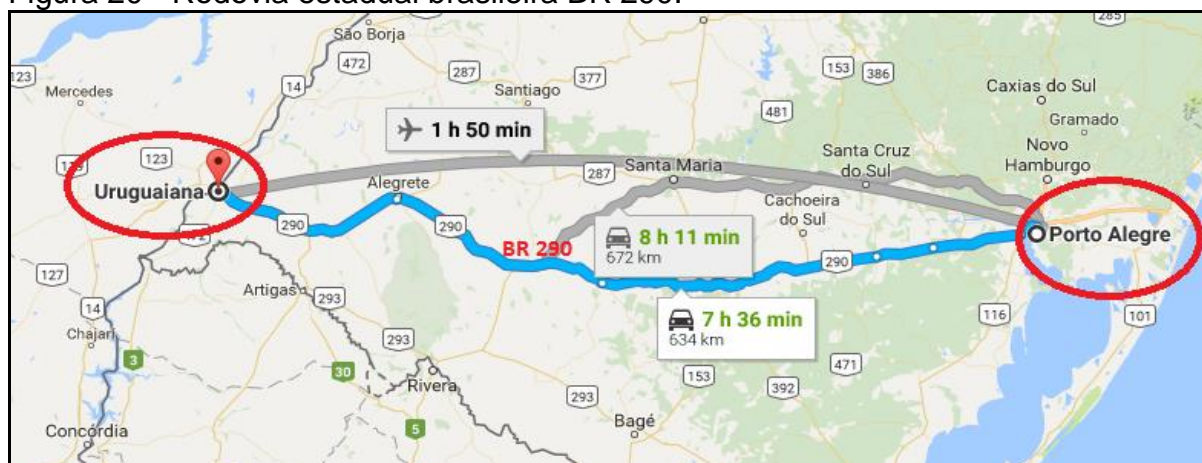 Figura 20 - Rodovia estadual brasileira BR 290.
285
São Borja
123
472
287
377
153
386
14
Mercedes
Santiago
Caxias do Sul
481
Gramado
1 h 50 min
Novo
Hamburgo
123
Santa Cruz
do Sul
Santa Maria
287
Uruguaiana
Alegrete
Cachoeira
do Sul
290
290
BR 290
8 h 11 min
672 km
290
Porto Alegre
127
Artigas
293
7 h 36 min
634 km
14
116
101
Chajarí
293
3
471
30
Rivera
153
392
293
Bagé
5
Concórdia